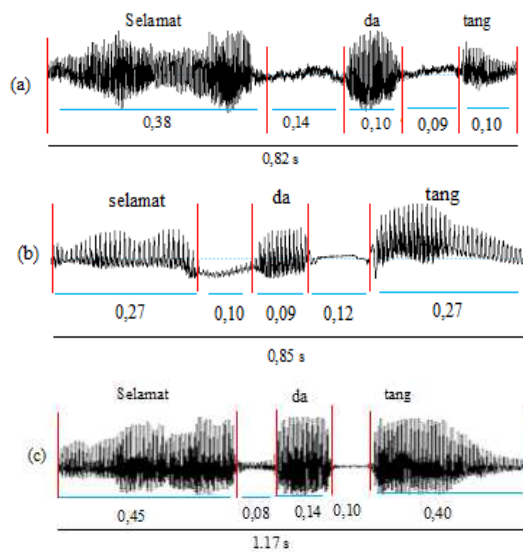 Selamat da tang
(a)
0,38 0,14 0,10 0,09 0,10
0,82 s
selamat da tang
(b)
0,27 0,10 0,09 0,12 0,27
0,85 s
Selamat da tang
(c)
0,45 0,08 0,14 0,10 0,40
1.17 s